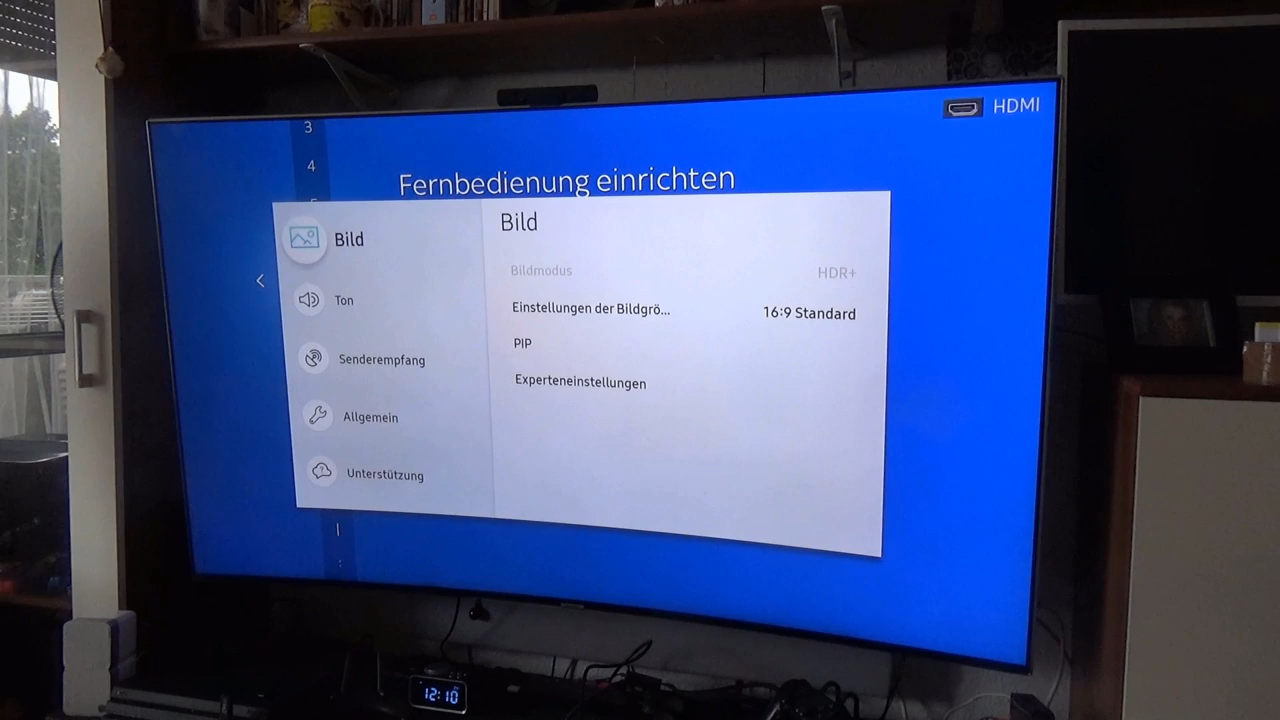 HDMI
3
4
Fernbedienung einrichten
Bild
Bild
Bildmodus HDR+
Ton
Einstellungen der Bildgrö... 16:9 Standard
PIP
Senderempfang
Experteneinstellungen
Allgemein
Unterstützung
12:10